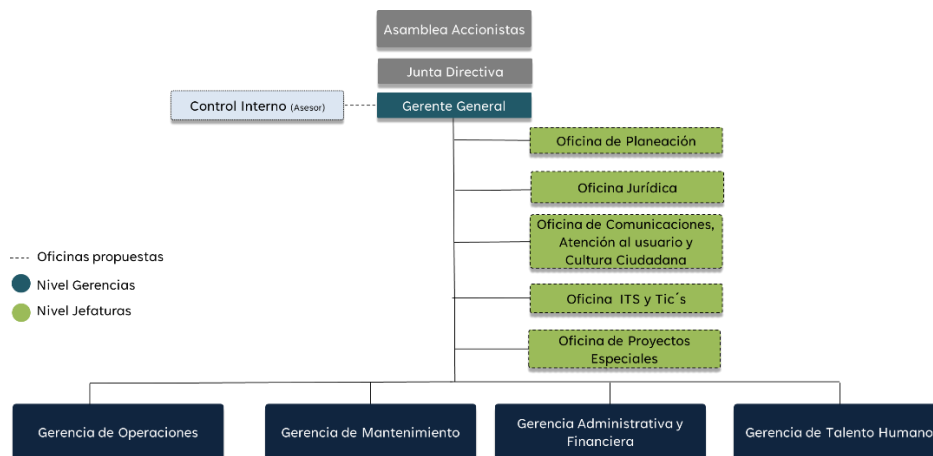 Asamblea Accionistas
Junta Directiva
Control Interno (Asesor)
Gerente General
Oficina de Planeación
Oficina Jurídica
Oficina de Comunicaciones,
Atención al usuario y
Cultura Ciudadana
Oficina ITS y Tic´s
Oficina de Proyectos
Especiales
Oficinas propuestas
Nivel Gerencias
Nivel Jefaturas
Gerencia de Operaciones
Gerencia de Mantenimiento
Gerencia Administrativa y
Financiera
Gerencia de Talento Humano